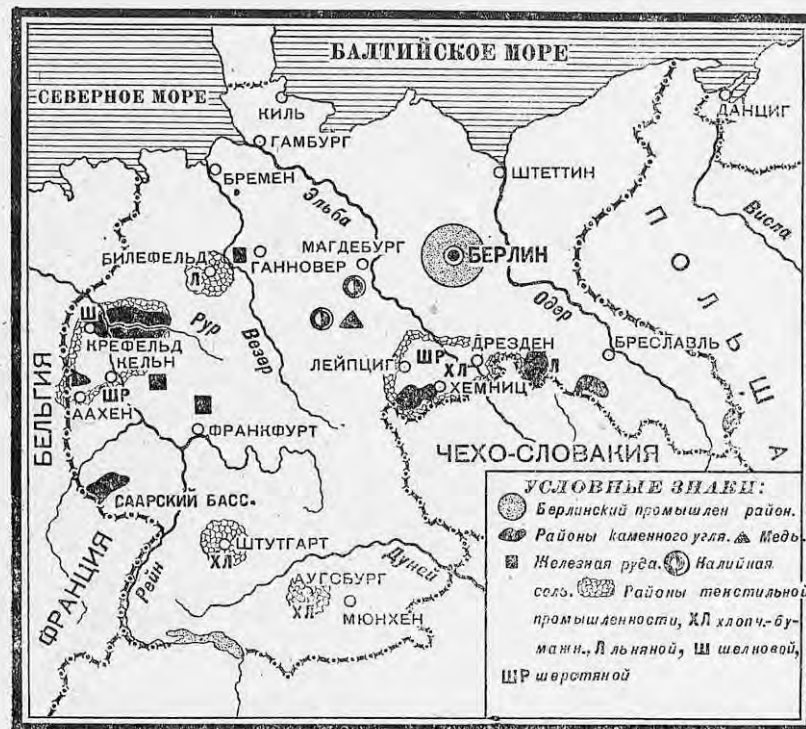 БАЛТИЙСКОЕ МОРЕ
СЕВЕРНОЕ МОРЕ
КИЛЬ
ДАНЦИГ
ГАМБУРГ
БРЕМЕН
ШТЕТТИН
Эльба
Висла
ПОЛЬША
БИЛЕФЕЛЬД
Л
ГАННОВЕР
МАГДЕБУРГ
БЕРЛИН
Одер
Ш
КРЕФЕЛЬД
Рур
Везер
КЕЛЬН
ШР
ААХЕН
БЕЛЬГИЯ
ЛЕЙПЦИГ
ШР
ДРЕЗДЕН
ХЛ
Л
ХЕМНИЦ
БРЕСЛАВЛЬ
ФРАНКФУРТ
ЧЕХО-СЛОВАКИЯ
СААРСКИЙ БАСС.
ФРАНЦИЯ
Рейн
ШТУТГАРТ
ХЛ
Дунай
АУГСБУРГ
ХЛ
МЮНХЕН
УСЛОВНЫЕ ЗНАКИ:
Берлинский промышлен район.
Районы каменного угля. Медь.
Железная руда. Калийная
соль. Районы текстильной
промышленности, ХЛ хлопч.-бу-
мажн., Л льняной, Ш шелковой,
ШР шерстяной